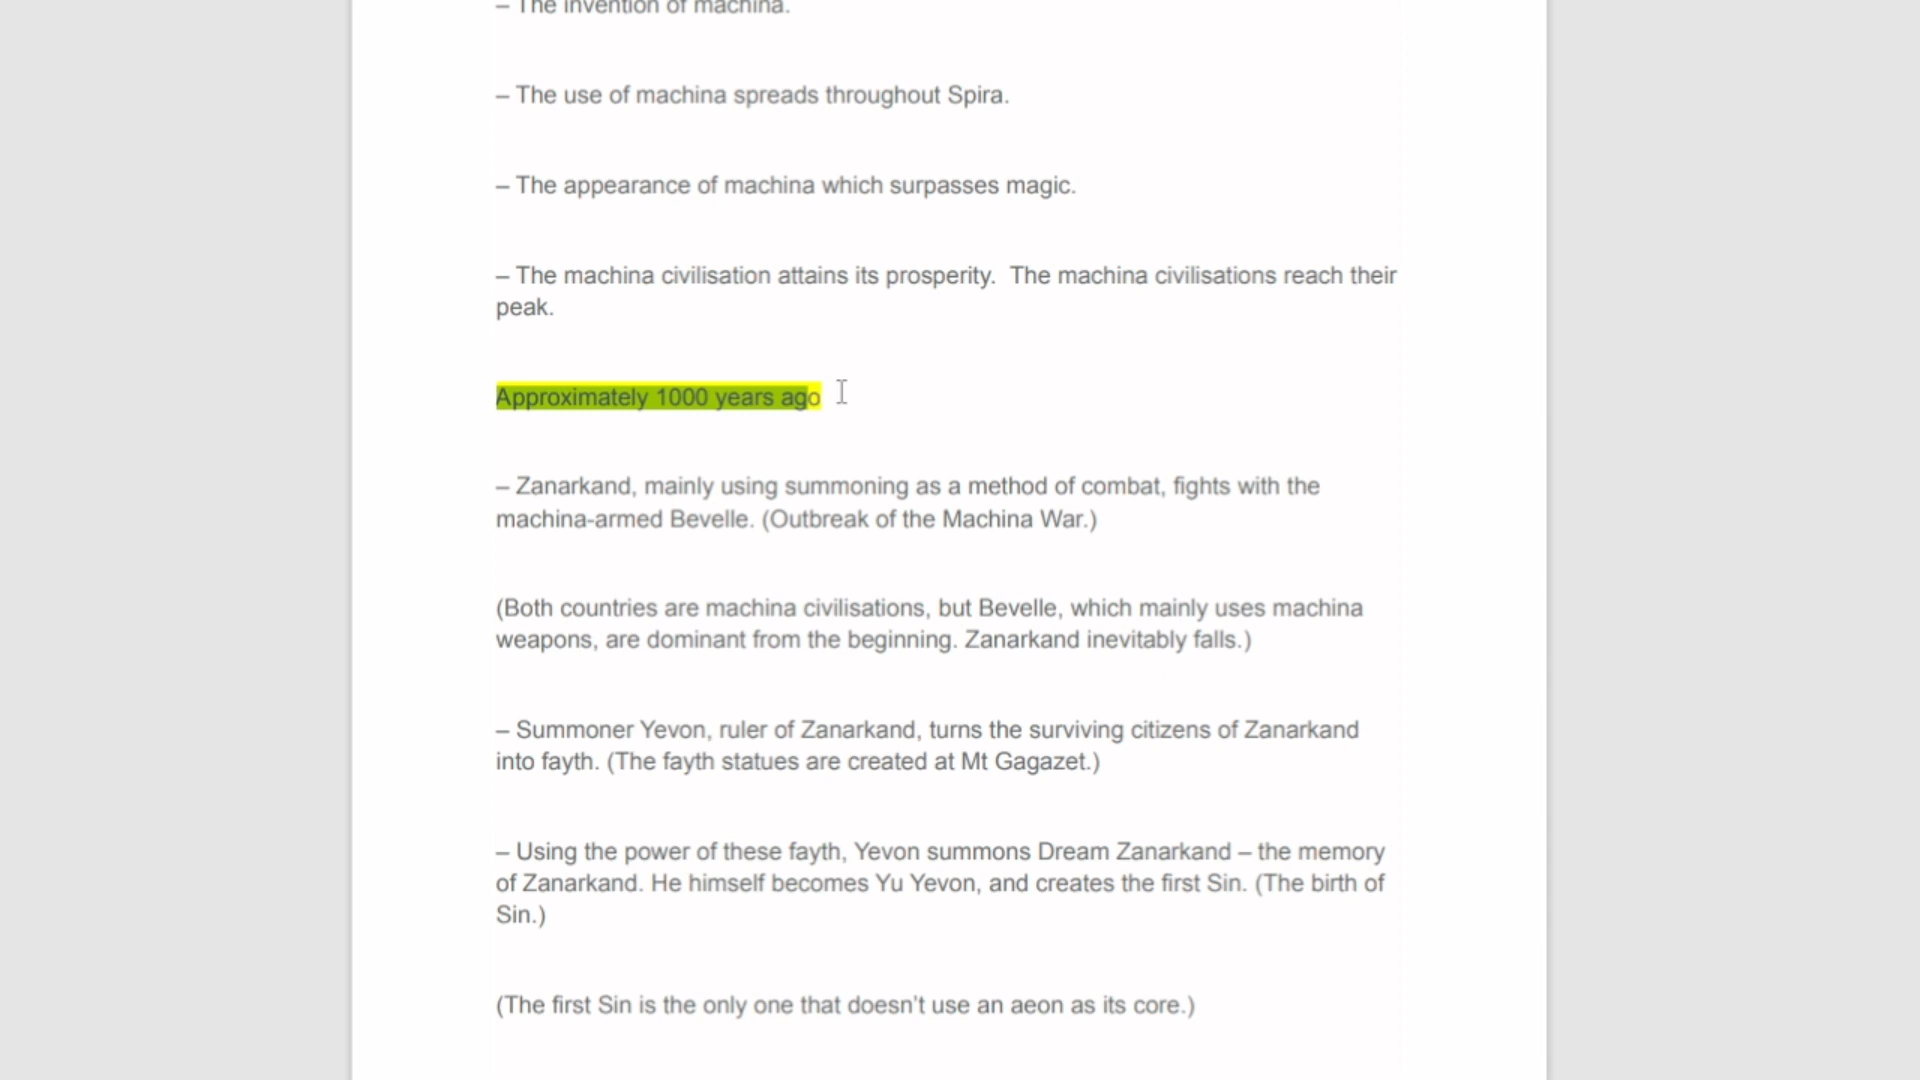 – The invention of machina.
– The use of machina spreads throughout Spira.
– The appearance of machina which surpasses magic.
– The machina civilisation attains its prosperity.  The machina civilisations reach their
peak.
Approximately 1000 years ago
– Zanarkand, mainly using summoning as a method of combat, fights with the
machina-armed Bevelle. (Outbreak of the Machina War.)
(Both countries are machina civilisations, but Bevelle, which mainly uses machina
weapons, are dominant from the beginning. Zanarkand inevitably falls.)
– Summoner Yevon, ruler of Zanarkand, turns the surviving citizens of Zanarkand
into fayth. (The fayth statues are created at Mt Gagazet.)
– Using the power of these fayth, Yevon summons Dream Zanarkand – the memory
of Zanarkand. He himself becomes Yu Yevon, and creates the first Sin. (The birth of
Sin.)
(The first Sin is the only one that doesn't use an aeon as its core.)